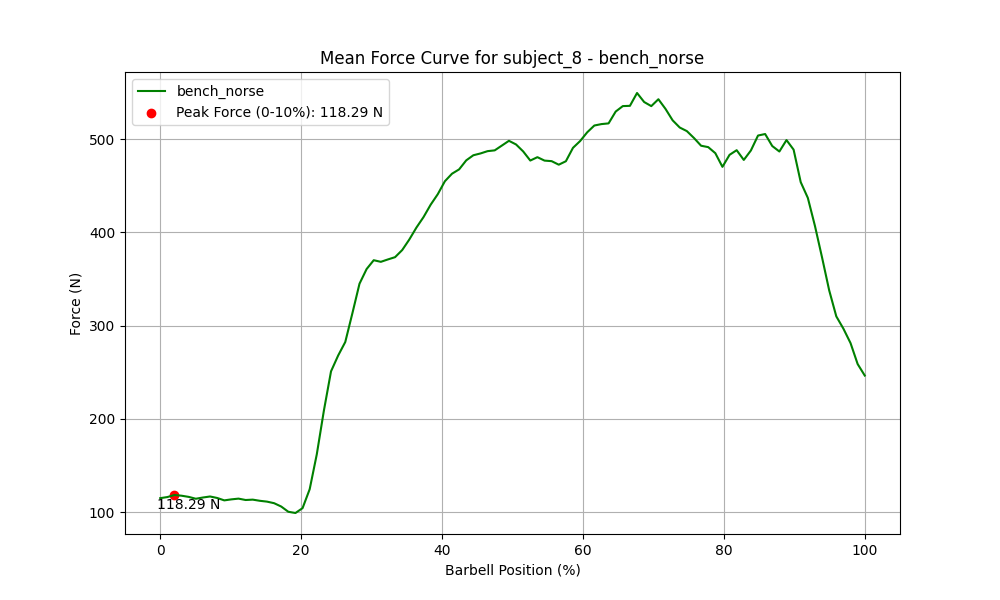 Mean Force Curve for subject_8 - bench_norse
bench_norse
Peak Force (0-10%): 118.29 N
500
400
300
200
100
Force (N)
118.29 N
0
20
40
60
80
100
Barbell Position (%)